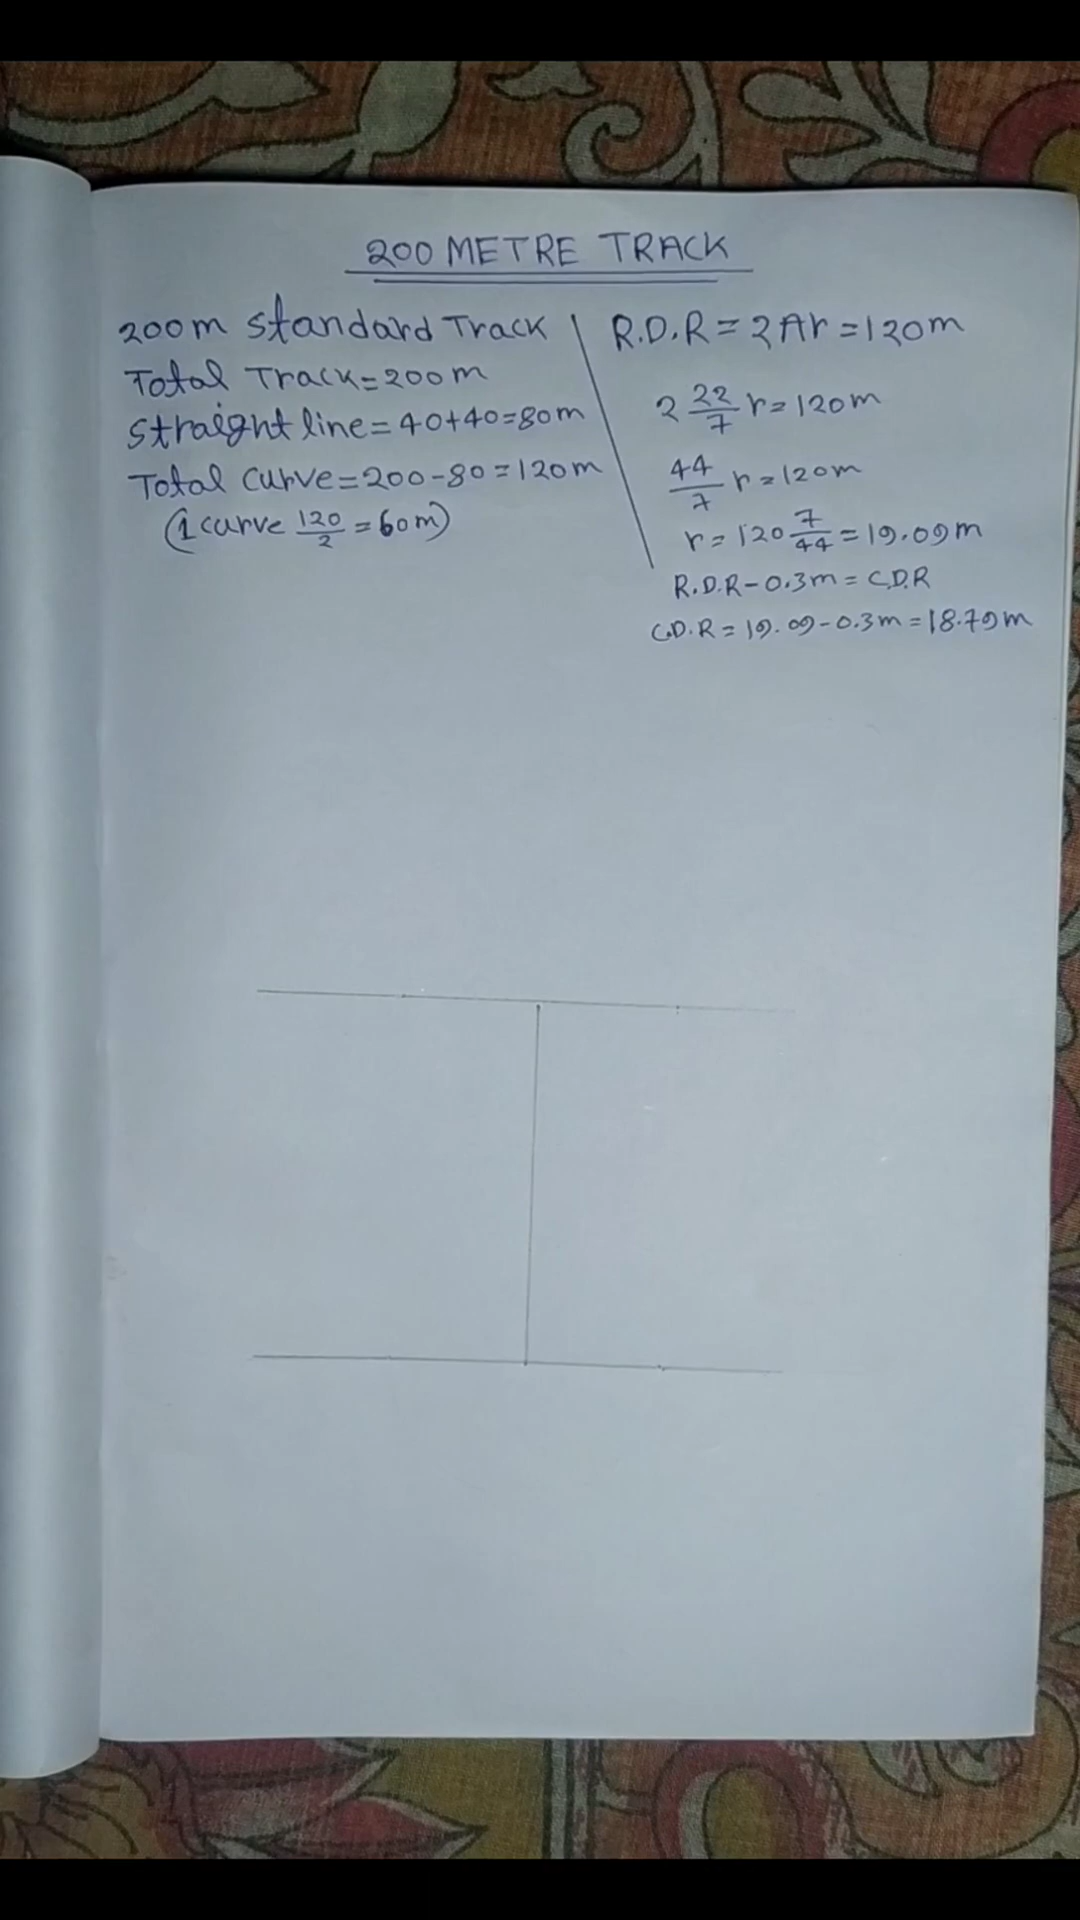 200 METRE TRACK
200m Standard Track
Total Track=200m
Straight line=40+40=80m
Total Curve=200-80=120m
(1 curve 120/2=60m)
R.D.R=2Ar=120m
2 22/7 r=120m
44/7 r=120m
r=120 7/44=19.09m
R.D.R-0.3m=C.D.R
C.D.R=19.09-0.3m=18.79m